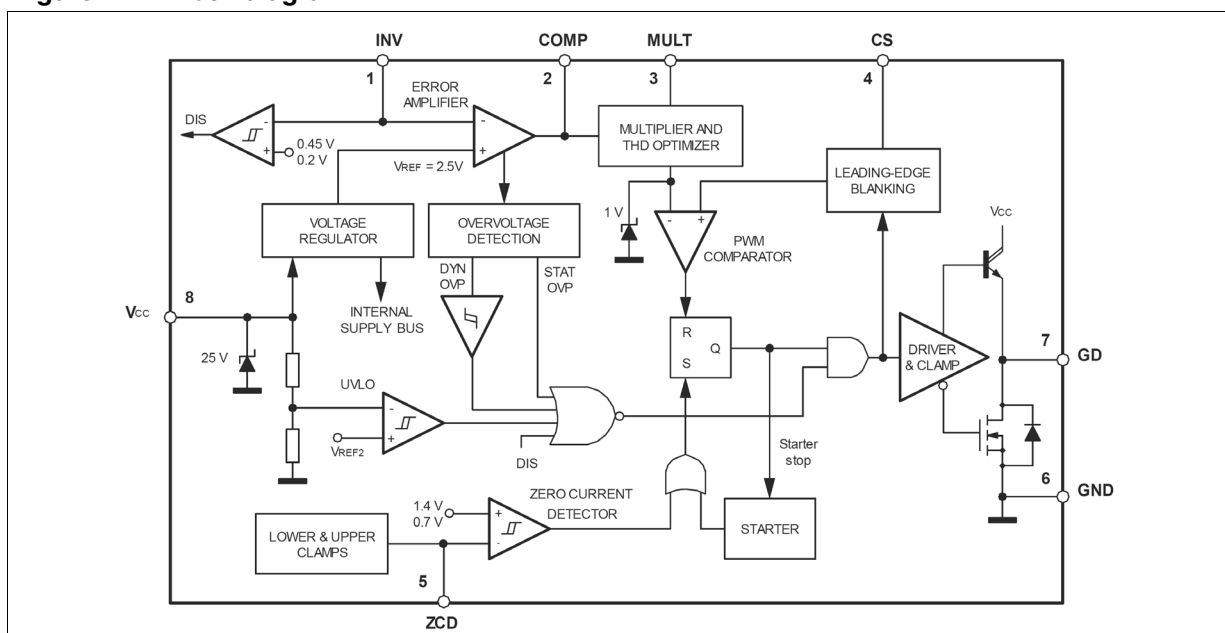 INV
COMP
MULT
CS
1
2
3
4
ERROR
AMPLIFIER
DIS
-
+
0.45 V
0.2 V
-
+
VREF = 2.5V
MULTIPLIER AND
THD OPTIMIZER
LEADING-EDGE
BLANKING
VOLTAGE
REGULATOR
OVERVOLTAGE
DETECTION
1 V
-
+
PWM
COMPARATOR
Vcc
DYN
OVP
STAT
OVP
INTERNAL
SUPPLY BUS
8
Vcc
25 V
R
S
Q
DRIVER
& CLAMP
7
GD
UVLO
-
+
VREF2
DIS
Starter
stop
6
GND
ZERO CURRENT
DETECTOR
1.4 V
0.7 V
+
-
LOWER & UPPER
CLAMPS
STARTER
5
ZCD